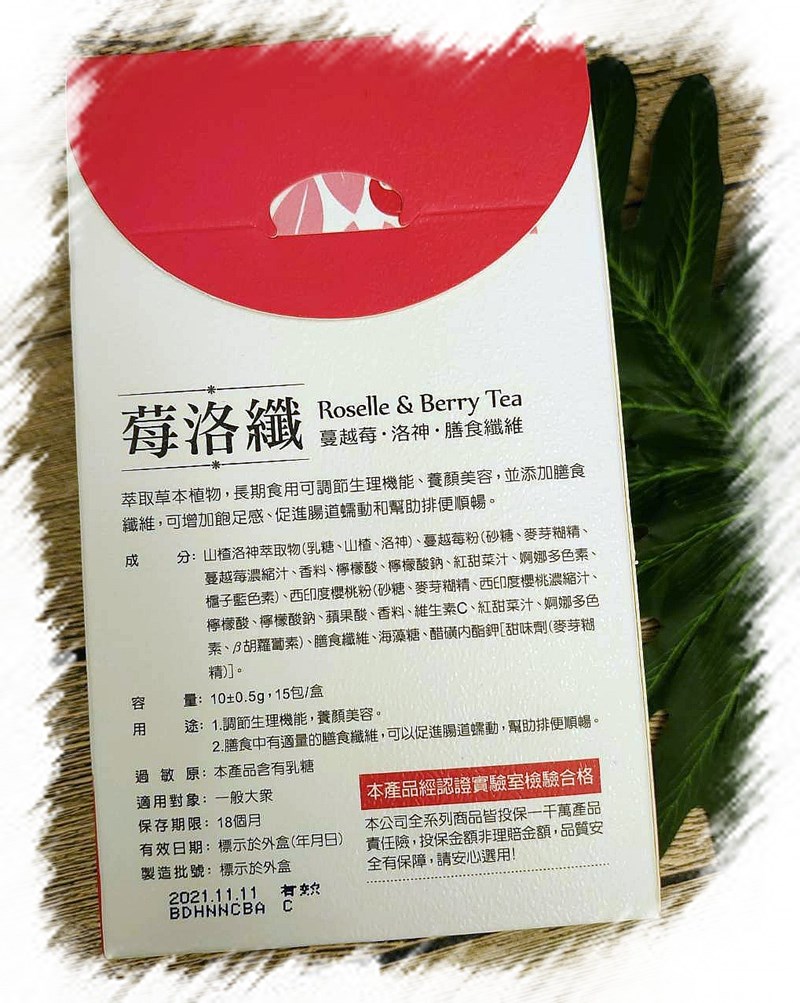 莓洛纖 Roselle & Berry Tea
蔓越莓・洛神・膳食纖維
萃取草本植物，長期食用可調節生理機能、養顏美容，並添加膳食
纖維，可增加飽足感、促進腸道蠕動和幫助排便順暢。
成 分：山楂洛神萃取物(乳糖、山楂、洛神)、蔓越莓粉(砂糖、麥芽糊精、
蔓越莓濃縮汁、香料、檸檬酸、檸檬酸鈉、紅甜菜汁、婀娜多色素、
梔子藍色素)、西印度櫻桃粉(砂糖、麥芽糊精、西印度櫻桃濃縮汁、
檸檬酸、檸檬酸鈉、蘋果酸、香料、維生素C、紅甜菜汁、婀娜多色
素、β胡蘿蔔素)、膳食纖維、海藻糖、醋磺內酯鉀[甜味劑(麥芽糊
精)]。
容 量：10±0.5g，15包/盒
用 途：1.調節生理機能，養顏美容。
2.膳食中有適量的膳食纖維，可以促進腸道蠕動，幫助排便順暢。
過 敏 原：本產品含有乳糖
適用對象：一般大眾
保存期限：18個月
有效日期：標示於外盒(年月日)
製造批號：標示於外盒
2021.11.11 有效
BDHNNCBA C
本產品經認證實驗室檢驗合格
本公司全系列商品皆投保一千萬產品
責任險，投保金額非理賠金額，品質安
全有保障，請安心選用！